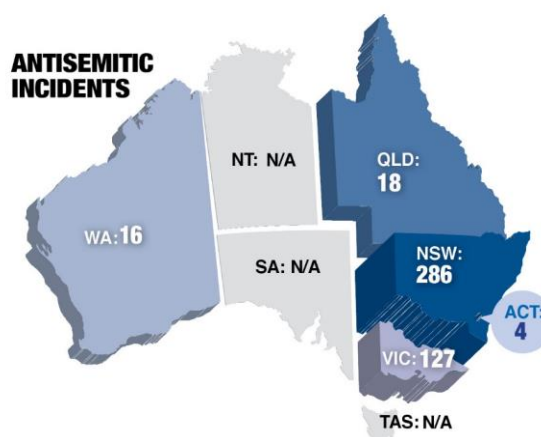 ANTISEMITIC
INCIDENTS
NT: N/A
QLD:
18
WA:16
SA: N/A
NSW:
286
ACT:
4
VIC:127
TAS: N/A